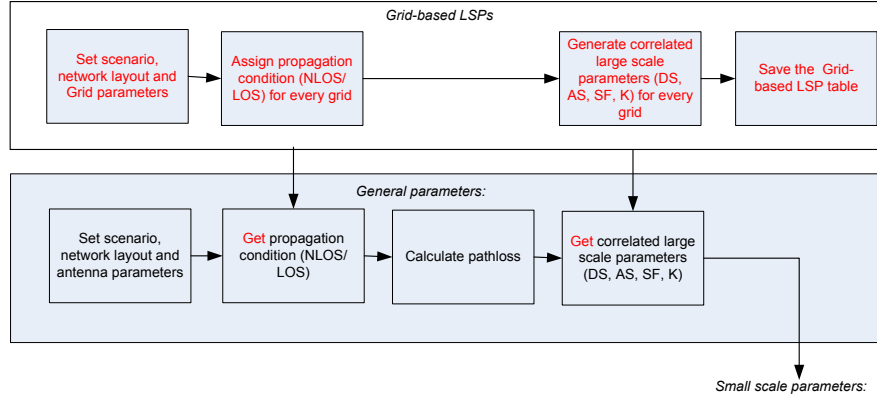 Grid-based LSPs
Set scenario,
network layout and
Grid parameters
Assign propagation
condition (NLOS/
LOS) for every grid
Generate correlated
large scale
parameters (DS,
AS, SF, K) for every
grid
Save the Grid-
based LSP table
General parameters:
Set scenario,
network layout and
antenna parameters
Get propagation
condition (NLOS/
LOS)
Calculate pathloss
Get correlated large
scale parameters
(DS, AS, SF, K)
Small scale parameters: